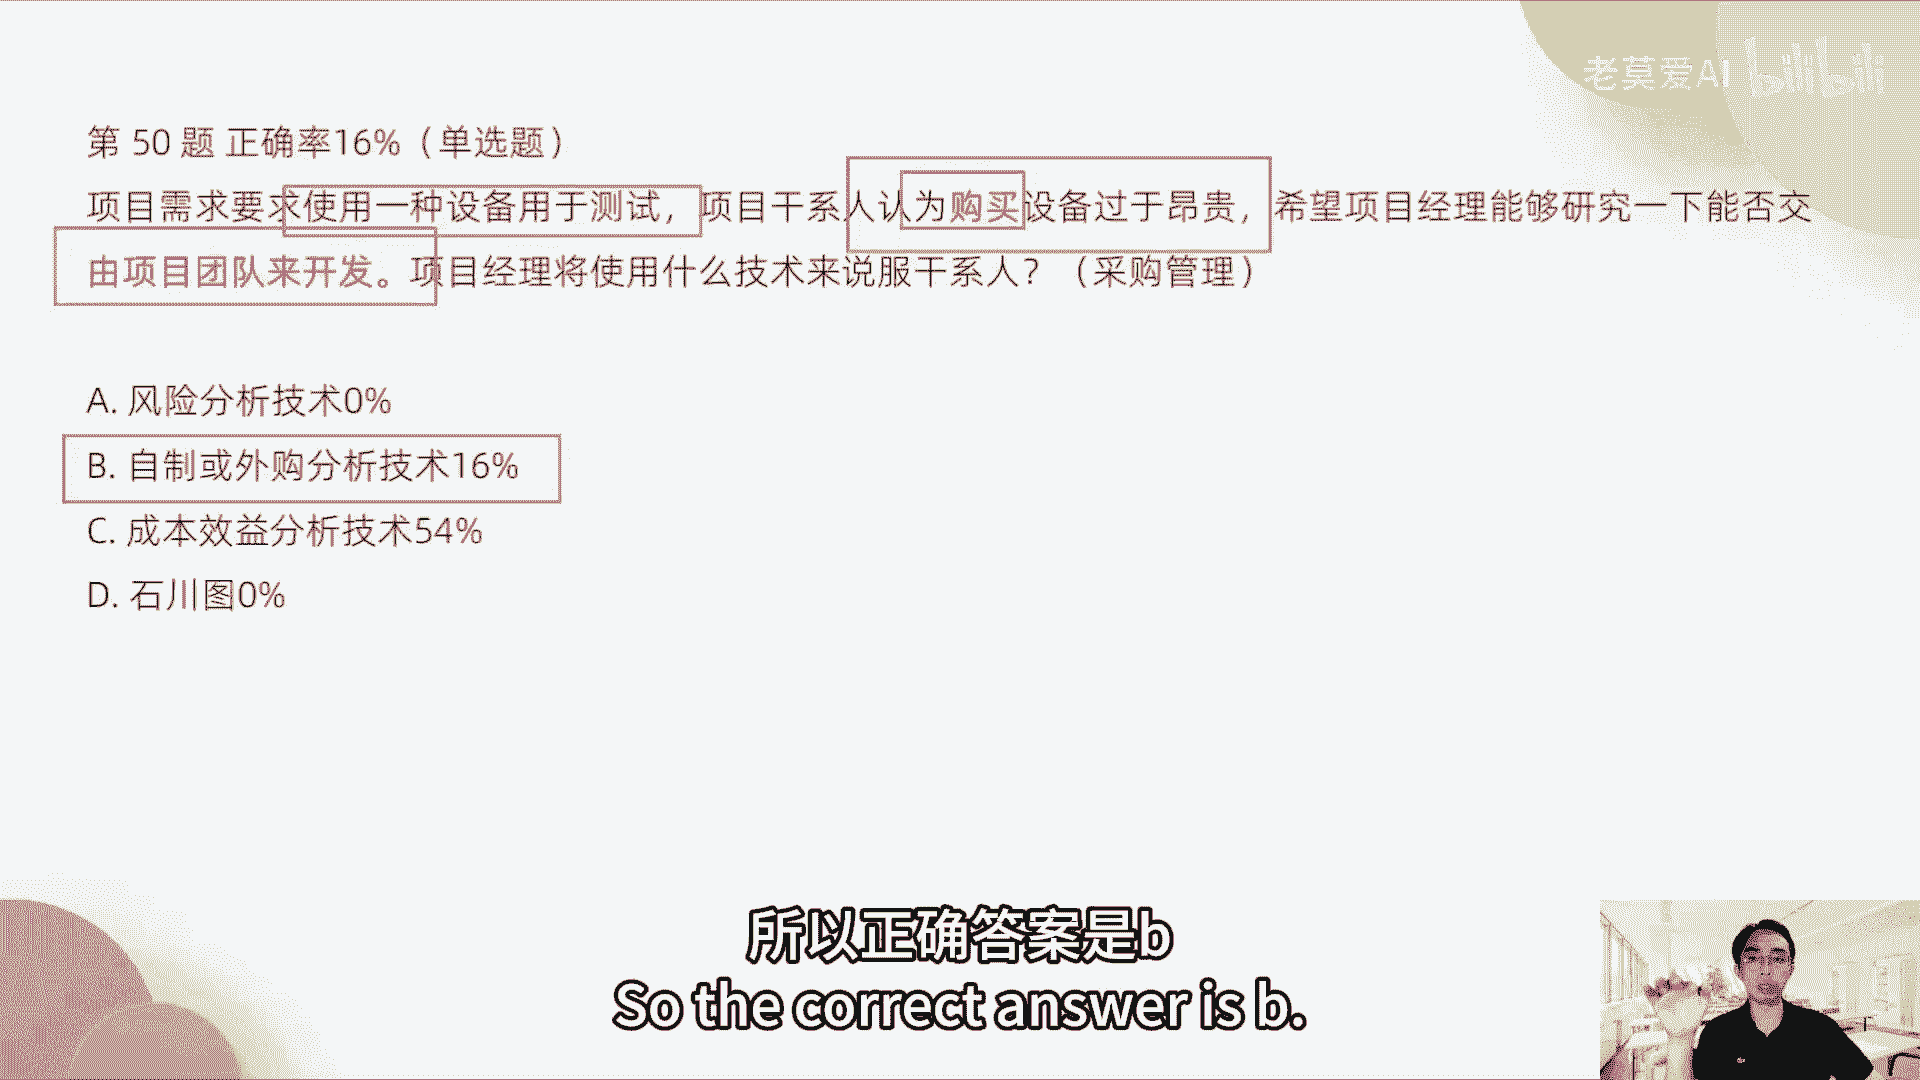 老莫爱AI bilibili
第 50 题 正确率16%（单选题）
项目需求要求使用一种设备用于测试，项目干系人认为购买设备过于昂贵，希望项目经理能够研究一下能否交
由项目团队来开发。项目经理将使用什么技术来说服干系人？（采购管理）
A. 风险分析技术0%
B. 自制或外购分析技术16%
C. 成本效益分析技术54%
D. 石川图0%
所以正确答案是b
So the correct answer is b.